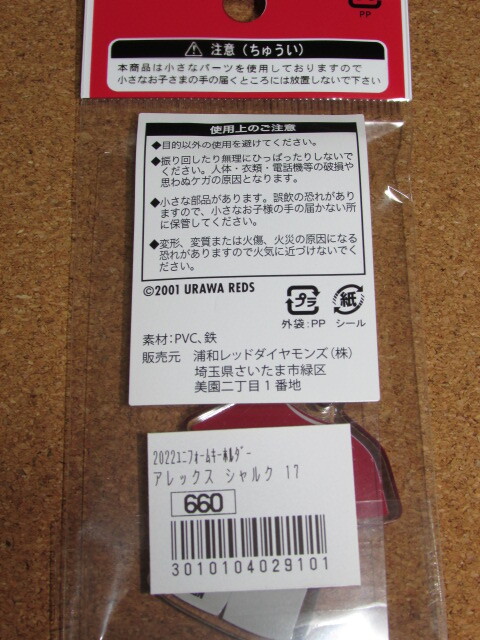 PP
注意(ちゅうい)
本商品は小さなパーツを使用しておりますので
小さなお子さまの手の届くところには放置しないで下さい
使用上のご注意
◆目的以外の使用を避けてください。
◆振り回したり無理にひっぱったりしないで
ください。人体・衣類・電話機等の破損や
思わぬケガの原因となります。
◆小さな部品があります。誤飲の恐れがあり
ますので、小さなお子様の手の届かない所
に保管してください。
◆変形、変質または火傷、火災の原因になる
恐れがありますので火気に近づけないでくだ
さい。
©2001 URAWA REDS
プラ 紙
外袋:PP シール
素材:PVC、鉄
販売元 浦和レッドダイヤモンズ(株)
埼玉県さいたま市緑区
美園二丁目1番地
2022ユニフォームキーホルダー
アレックス シャルク 17
660
3010104029101